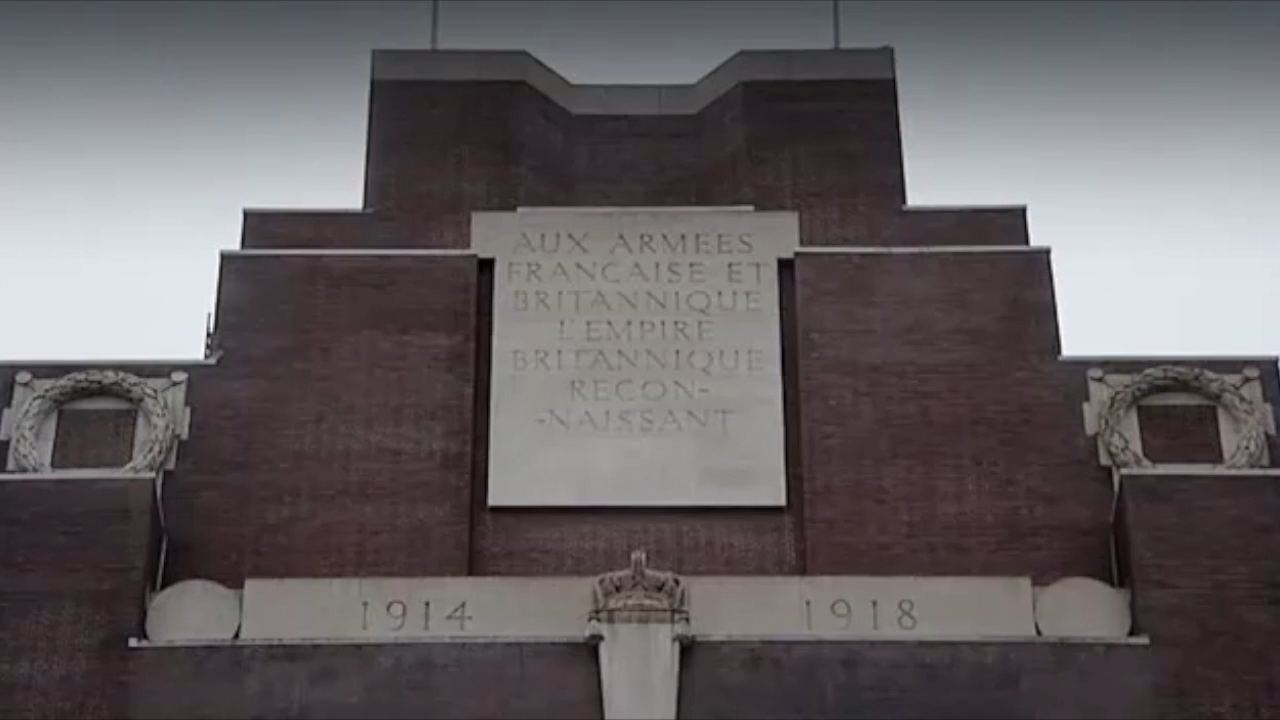 AUX ARMEES
FRANCAISE ET
BRITANNIQUE
L'EMPIRE
BRITANNIQUE
RECON-
-NAISSANT
1914 1918